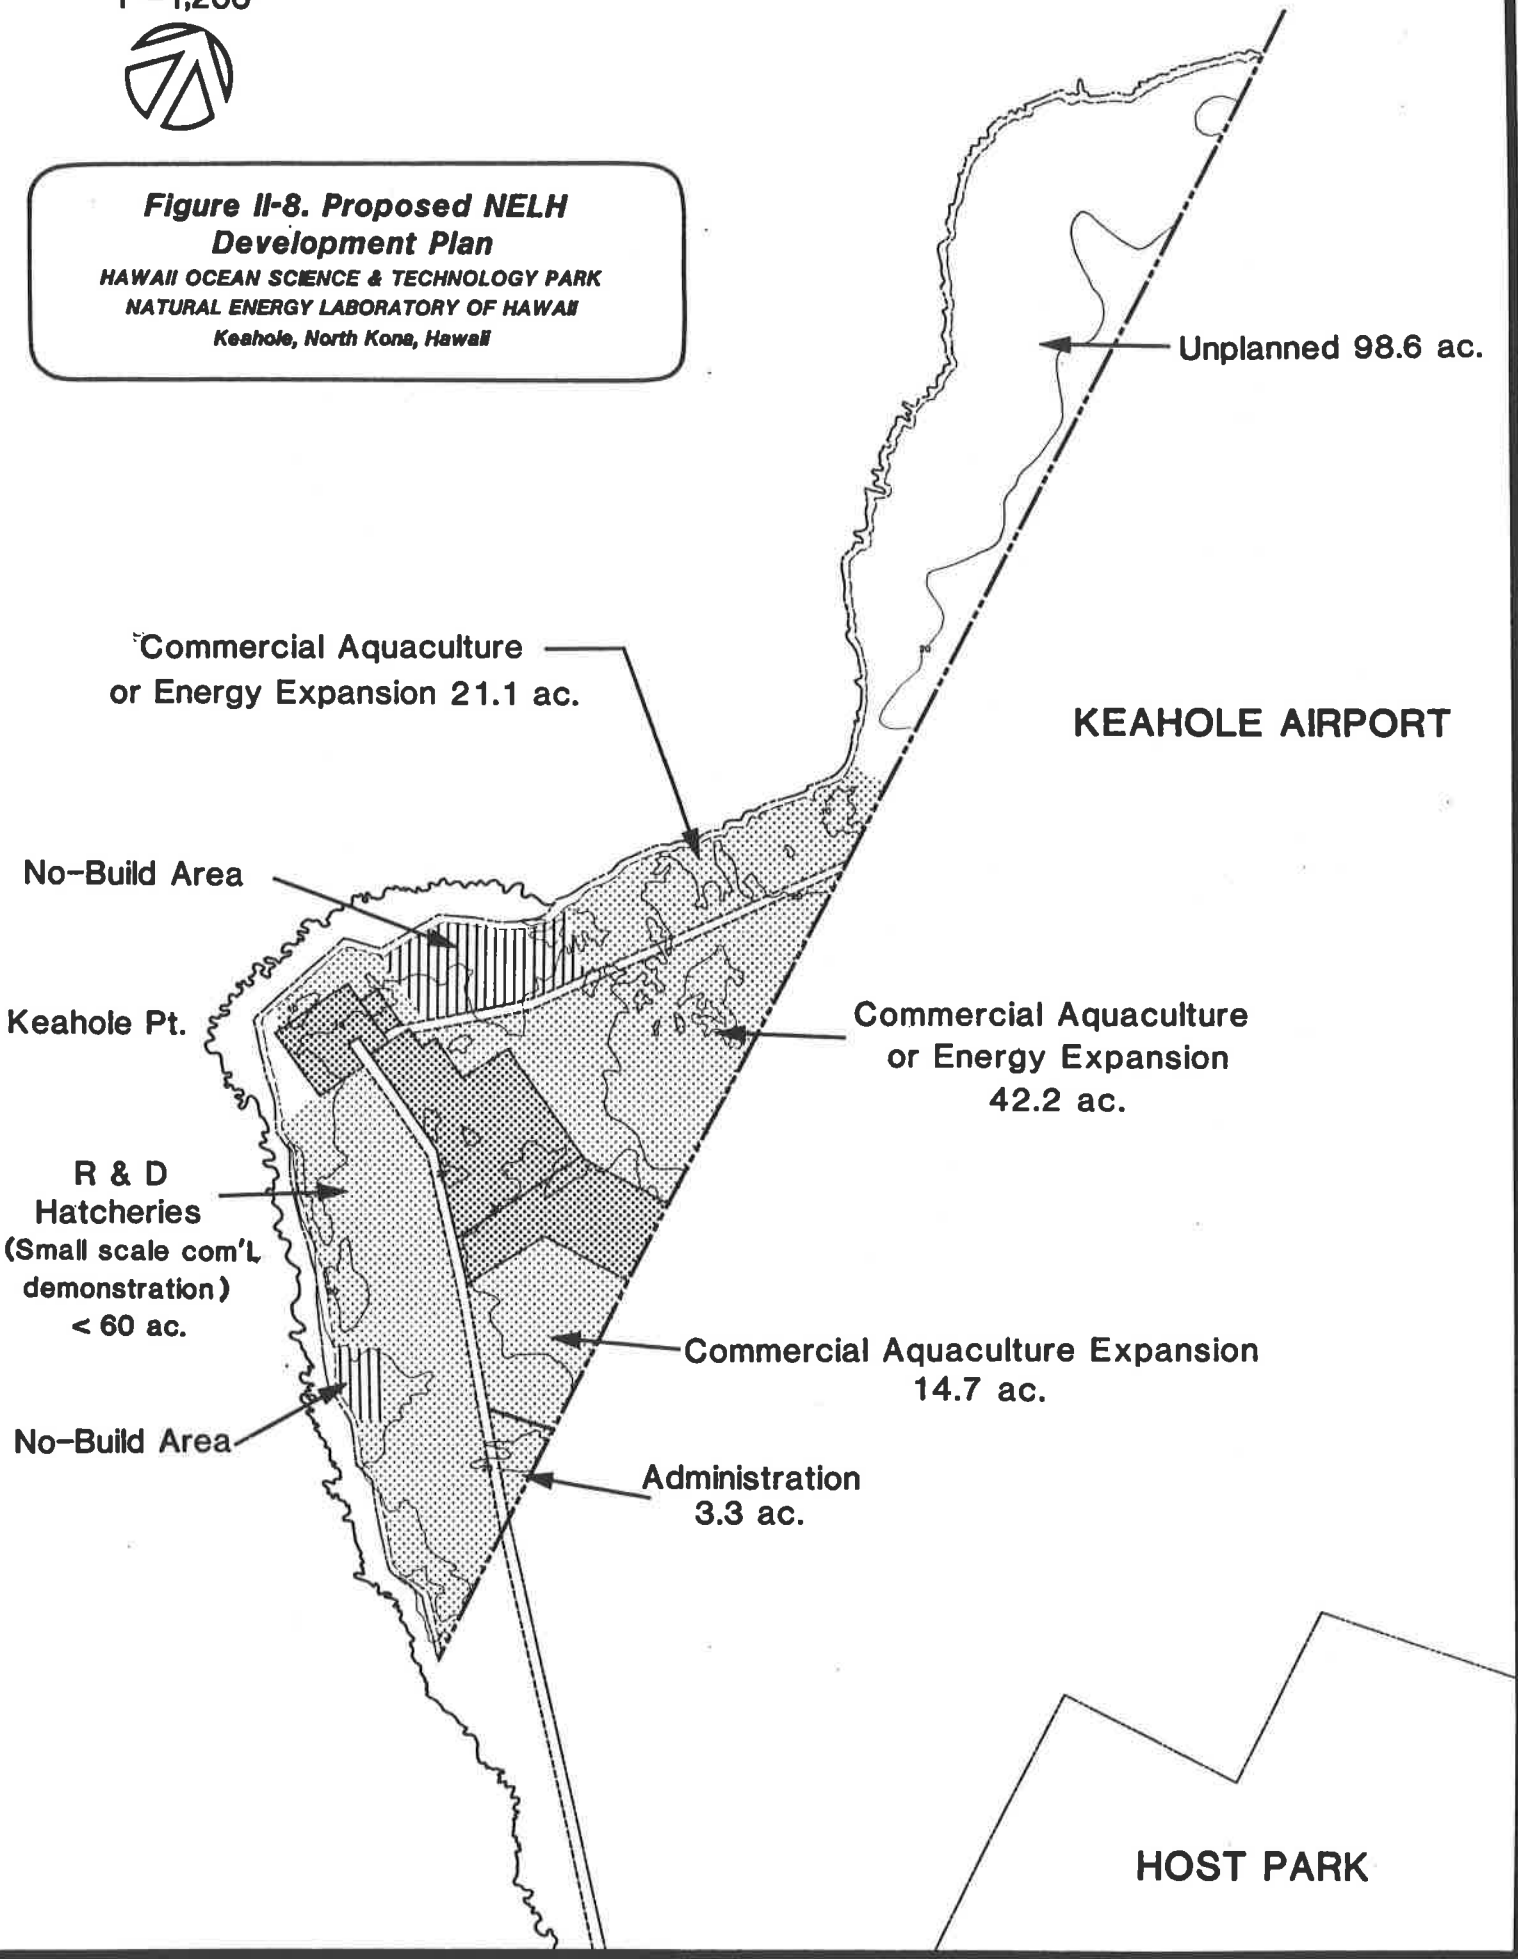 Figure II-8. Proposed NELH
Development Plan
HAWAII OCEAN SCIENCE & TECHNOLOGY PARK
NATURAL ENERGY LABORATORY OF HAWAII
Keahole, North Kona, Hawaii
Unplanned 98.6 ac.
Commercial Aquaculture
or Energy Expansion 21.1 ac.
20
KEAHOLE AIRPORT
No-Build Area
Keahole Pt.
Commercial Aquaculture
or Energy Expansion
42.2 ac.
R & D
Hatcheries
(Small scale com'L
demonstration)
< 60 ac.
Commercial Aquaculture Expansion
14.7 ac.
No-Build Area
Administration
3.3 ac.
HOST PARK